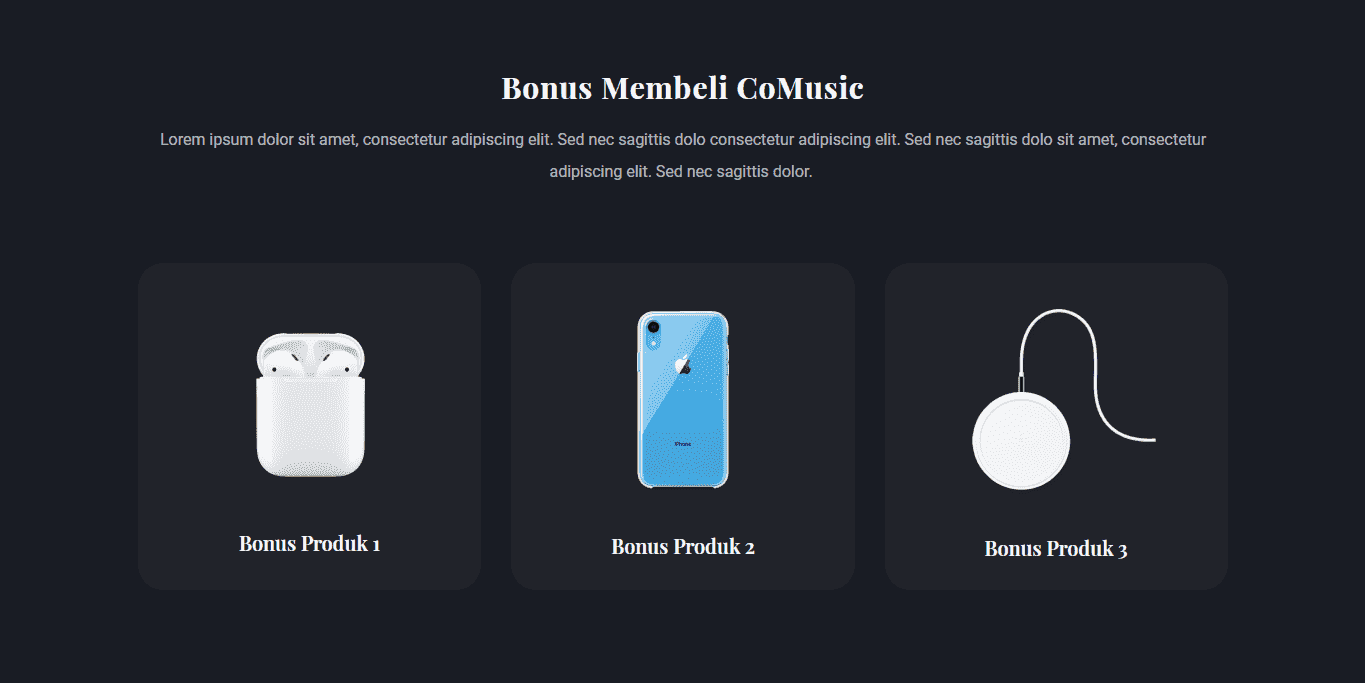 Bonus Membeli CoMusic
Lorem ipsum dolor sit amet, consectetur adipiscing elit. Sed nec sagittis dolo consectetur adipiscing elit. Sed nec sagittis dolo sit amet, consectetur
adipiscing elit. Sed nec sagittis dolor.
iPhone
Bonus Produk 1
Bonus Produk 2
Bonus Produk 3